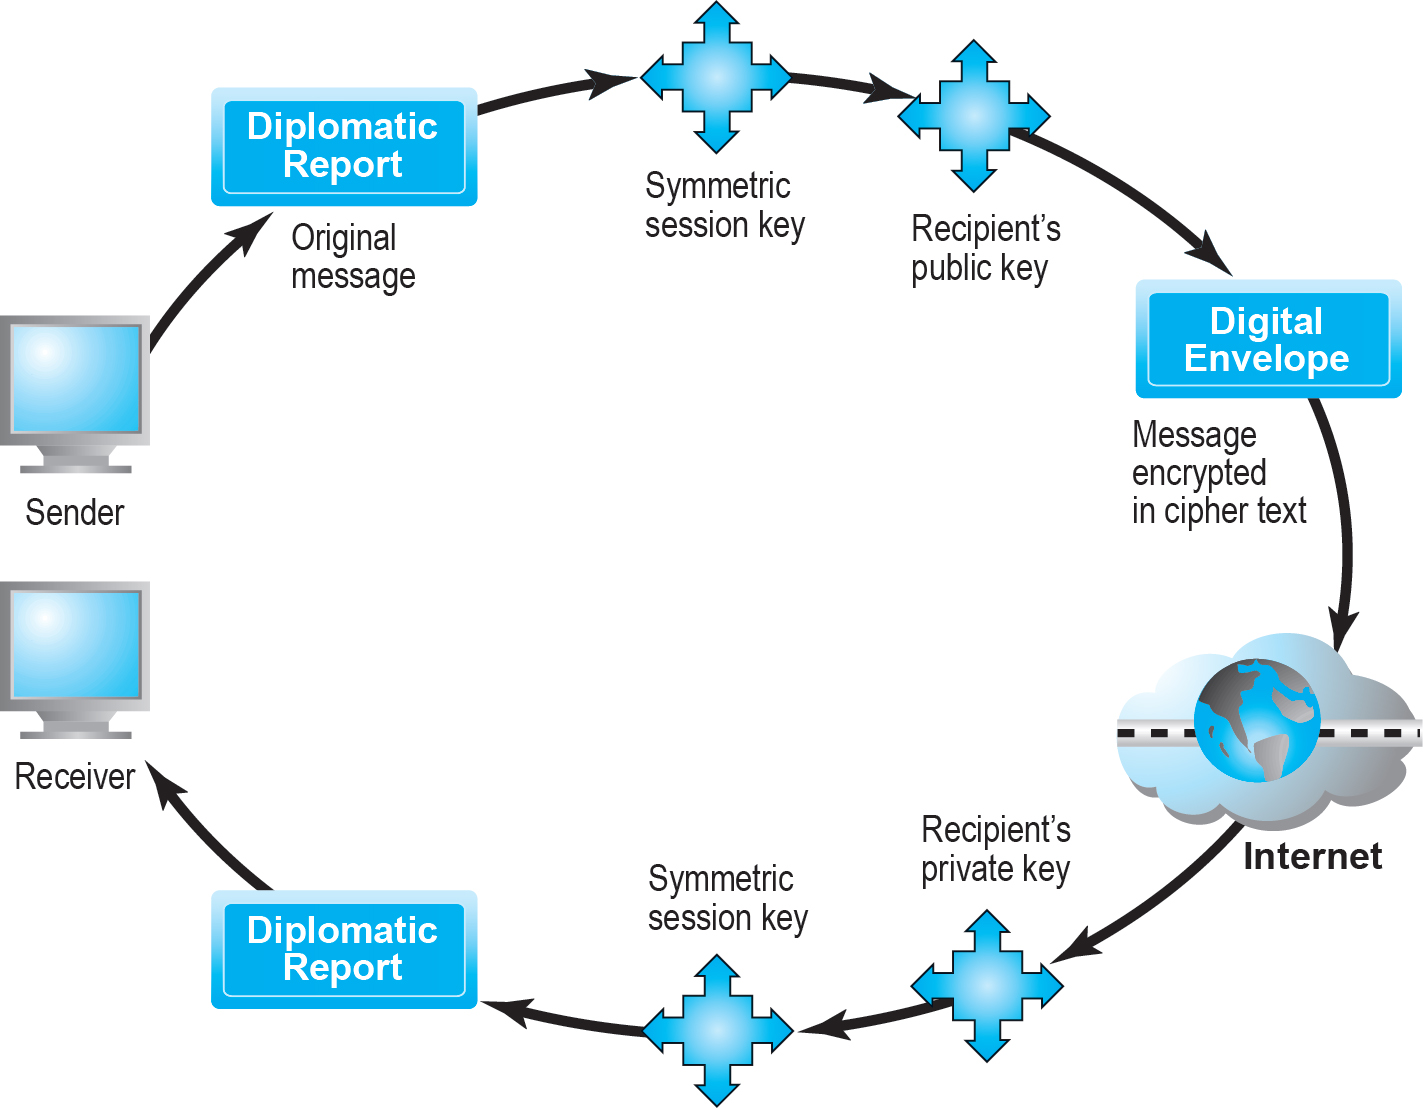 Diplomatic
Report
Original
message
Symmetric
session key
Recipient’s
public key
Digital
Envelope
Message
encrypted
in cipher text
Sender
Receiver
Internet
Recipient’s
private key
Symmetric
session key
Diplomatic
Report